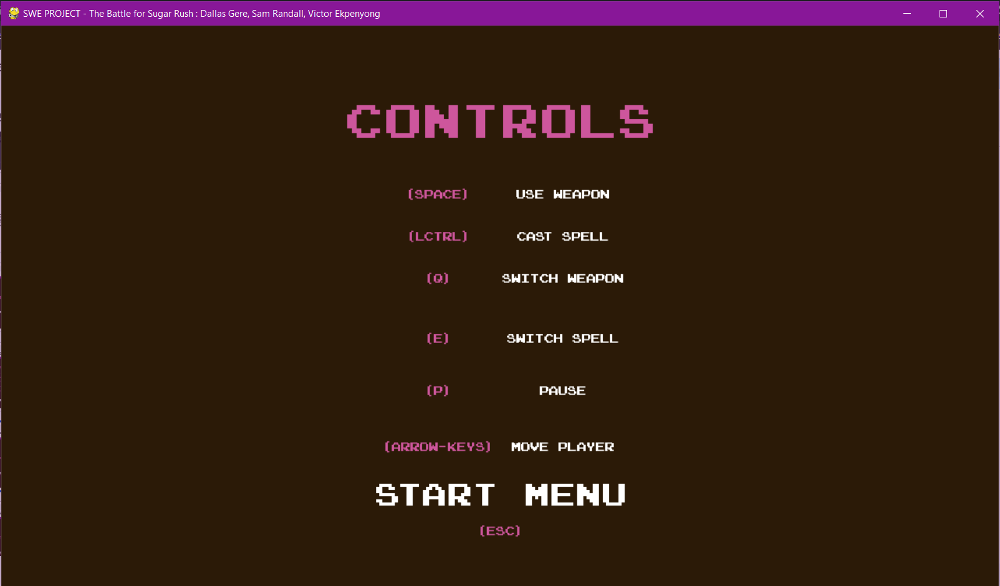 SWE PROJECT - The Battle for Sugar Rush : Dallas Gere, Sam Randall, Victor Ekpenyong
CONTROLS
(SPACE) USE WEAPON
(LCTRL) CAST SPELL
(Q) SWITCH WEAPON
(E) SWITCH SPELL
(P) PAUSE
(ARROW-KEYS) MOVE PLAYER
START MENU
(ESC)